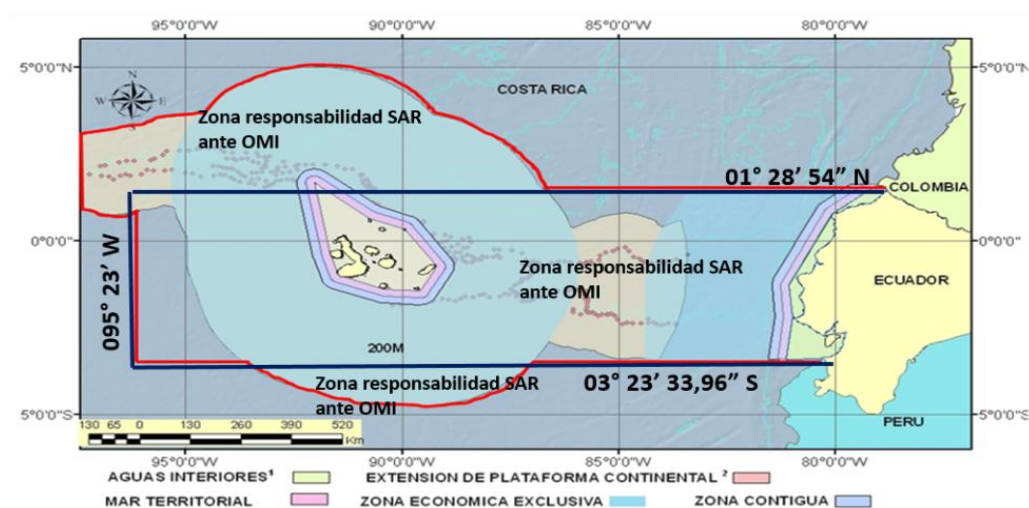 95°0'0"W 90°0'0"W 85°0'0"W 80°0'0"W
5°0'0"N 5°0'0"N
COSTA RICA
N
W E
S
Zona responsabilidad SAR
ante OMI
01° 28’ 54” N
COLOMBIA
0°0'0" 0°0'0"
095° 23’ W
Zona responsabilidad SAR
ante OMI
ECUADOR
200M
Zona responsabilidad SAR
ante OMI
03° 23’ 33,96” S
5°0'0"S 5°0'0"S
PERU
130 65 0 130 260 390 520
Km
95°0'0"W 90°0'0"W 85°0'0"W 80°0'0"W
AGUAS INTERIORES¹ EXTENSION DE PLATAFORMA CONTINENTAL ²
MAR TERRITORIAL ZONA ECONOMICA EXCLUSIVA ZONA CONTIGUA